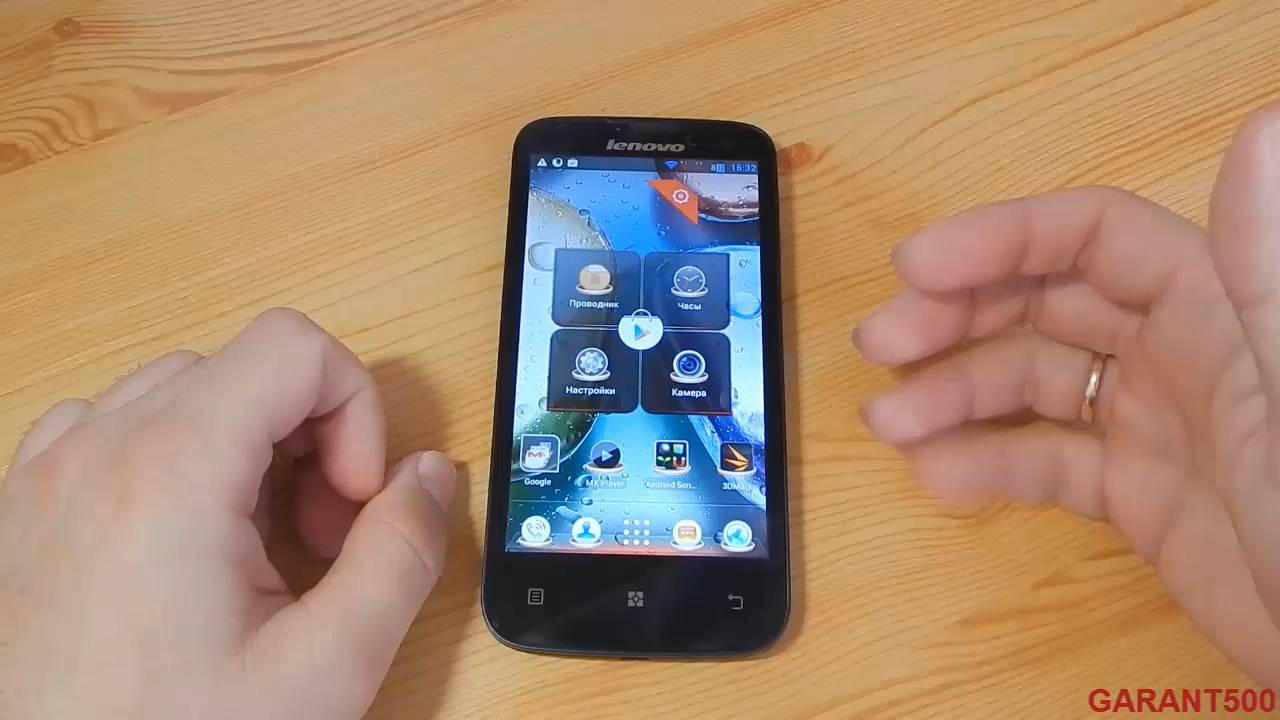 lenovo
16:32
Проводник
Часы
Настройки
Камера
Google
MX Player
Android Sen...
3DMark
GARANT500